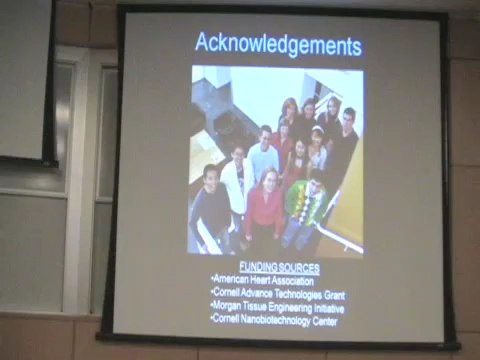 Acknowledgements
FUNDING SOURCES
•American Heart Association
•Cornell Advance Technologies Grant
•Morgan Tissue Engineering Initiative
•Cornell Nanobiotechnology Center